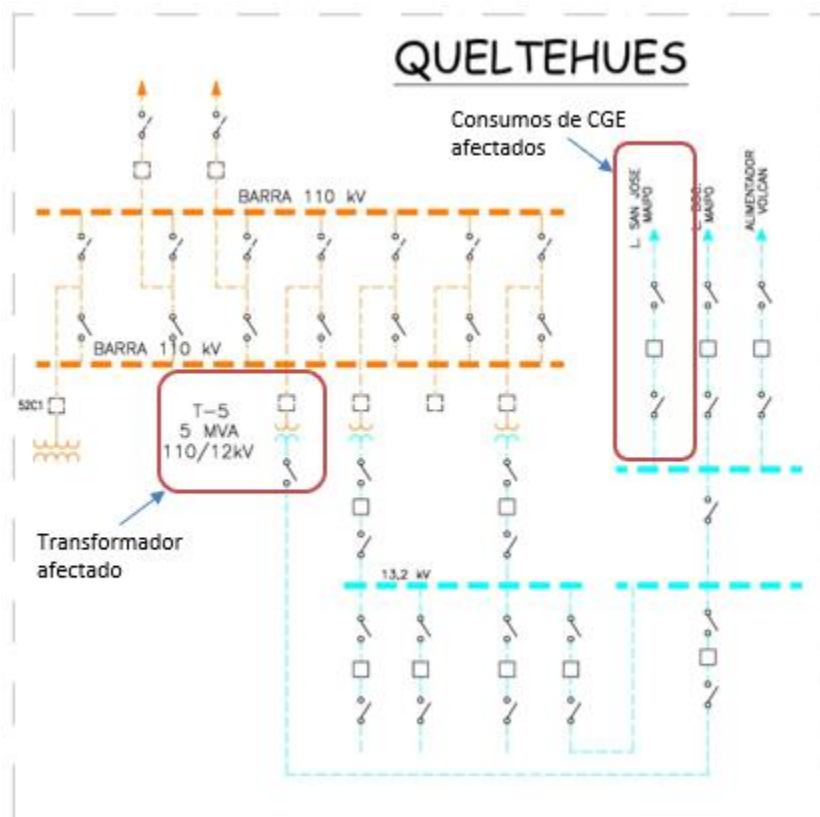 QUELTEHUES
Consumos de CGE
afectados
BARRA 110 kV
L. SAN JOSE
MAIPO
MAIPO
ALIMENTADOR
VOLCAN
BARRA 110 kV
52C1
T-5
5 MVA
110/12kV
Transformador
afectado
13,2 kV